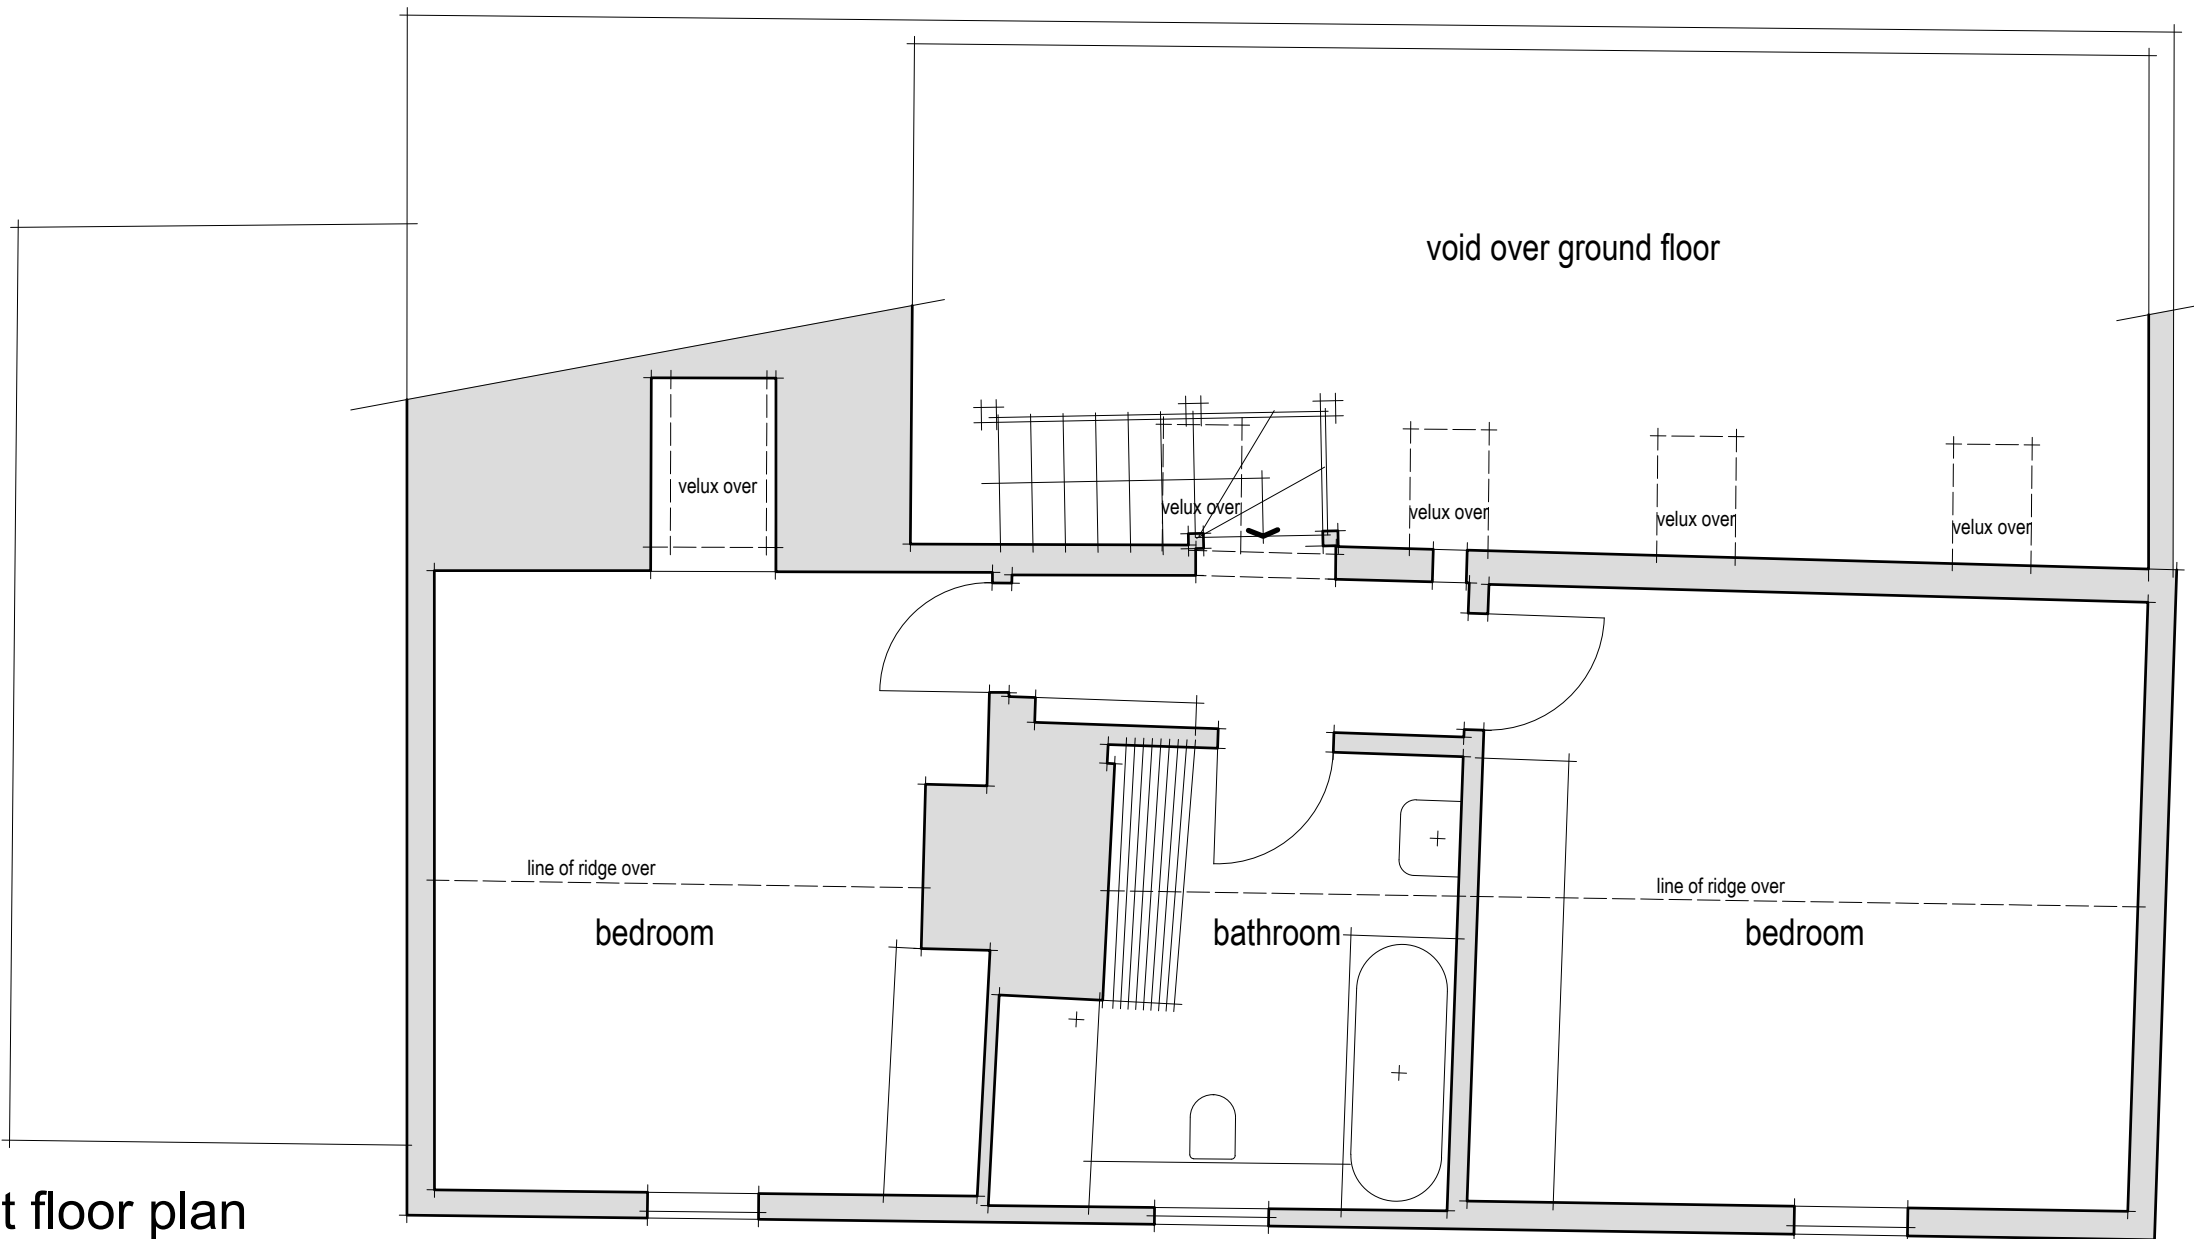 void over ground floor
velux over
velux over
velux over
velux over
velux over
line of ridge over
line of ridge over
bedroom
bathroom
bedroom
t floor plan